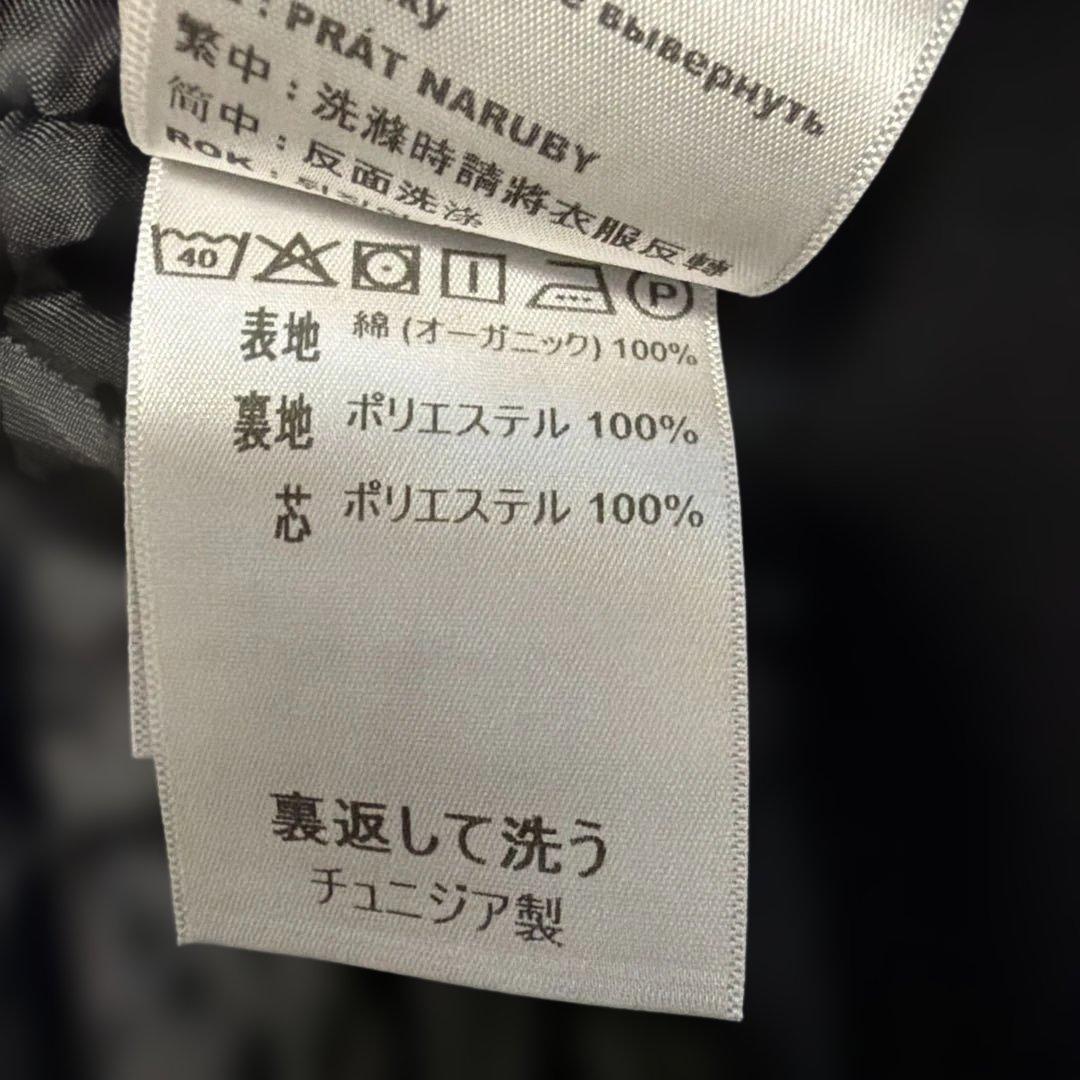 вывернуть
: PRÁT NARUBY
繁中 : 洗滌時請將衣服反轉
简中 : 反面洗涤
ROK :
40
P
表地 綿 (オーガニック) 100%
裏地 ポリエステル 100%
芯 ポリエステル 100%
裏返して洗う
チュニジア製